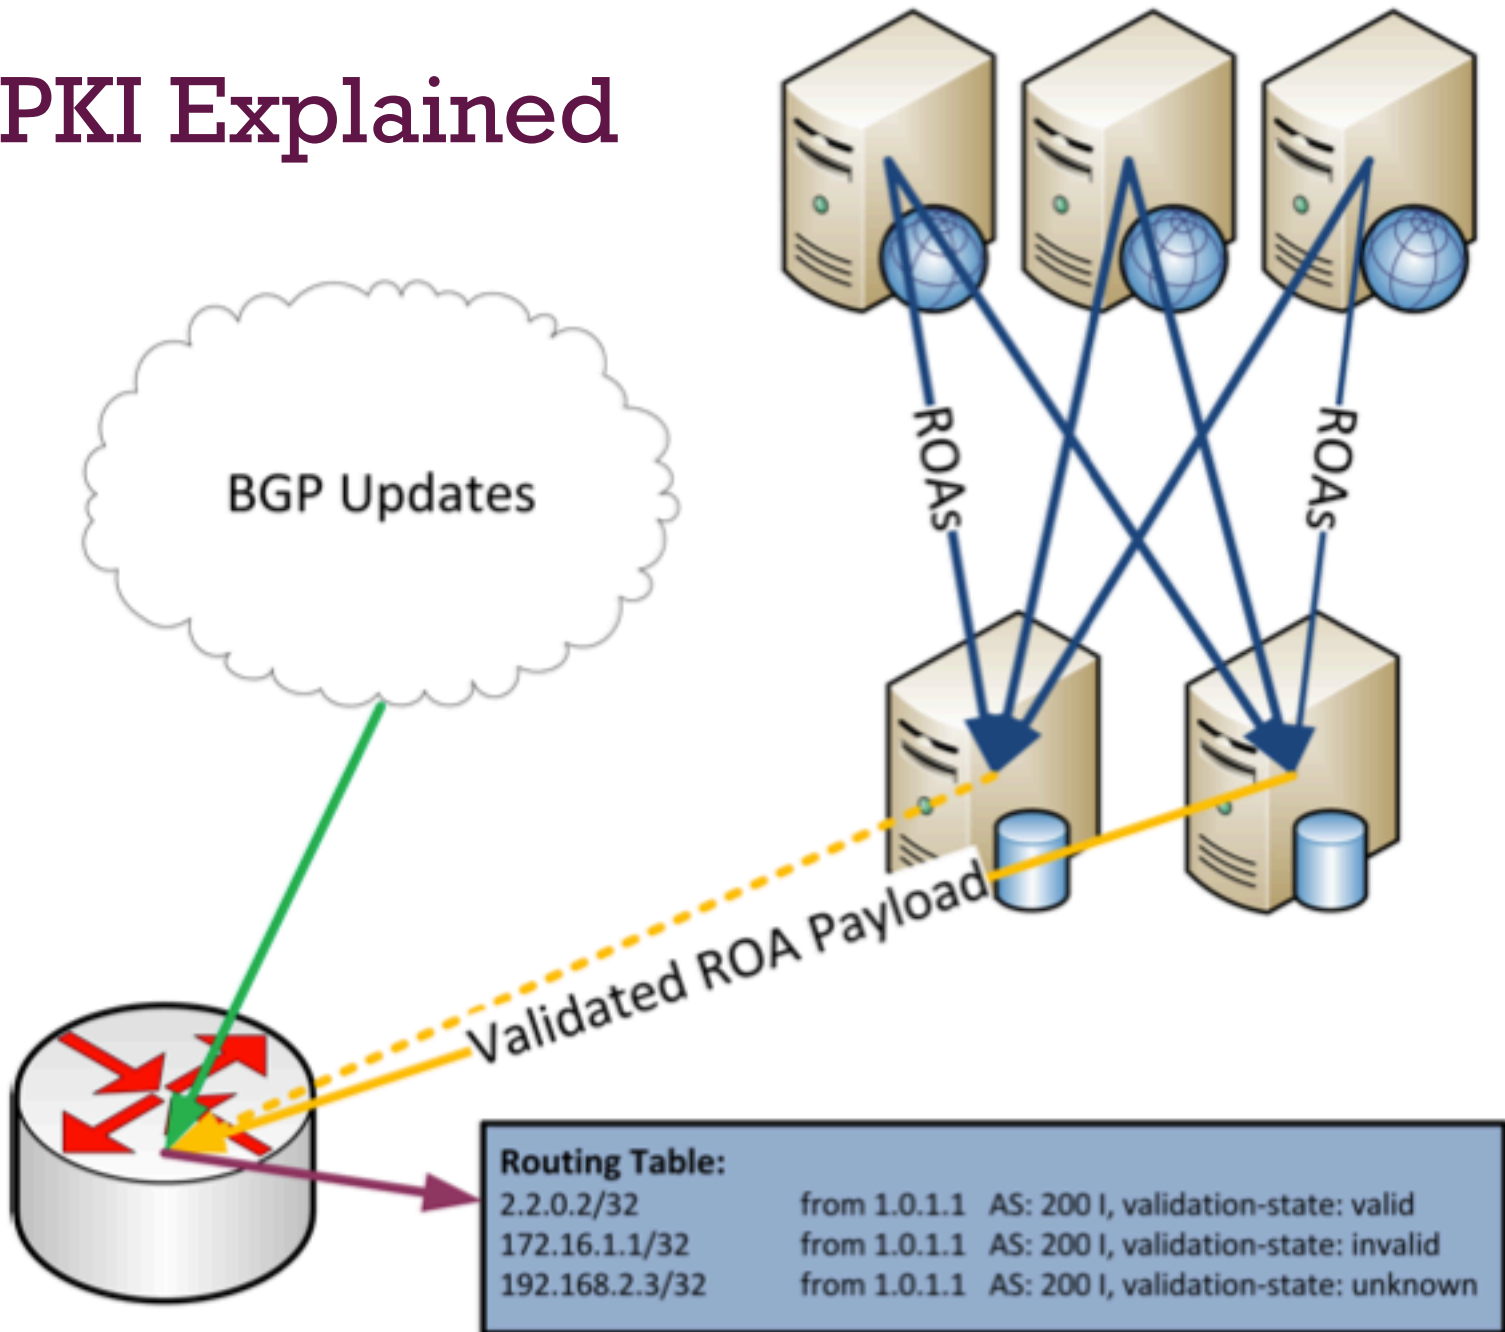 PKI Explained
BGP Updates
ROAs
ROAs
Validated ROA Payload
Routing Table:
2.2.0.2/32 from 1.0.1.1 AS: 200 I, validation-state: valid
172.16.1.1/32 from 1.0.1.1 AS: 200 I, validation-state: invalid
192.168.2.3/32 from 1.0.1.1 AS: 200 I, validation-state: unknown